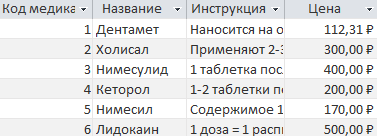 Код медика Название Инструкция Цена
1 Дентамет Наносится на о 112,31 ₽
2 Холисал Применяют 2-3 300,00 ₽
3 Нимесулид 1 таблетка пос 400,00 ₽
4 Кеторол 1-2 таблетки по 200,00 ₽
5 Нимесил Содержимое 1 170,00 ₽
6 Лидокаин 1 доза = 1 расп 500,00 ₽